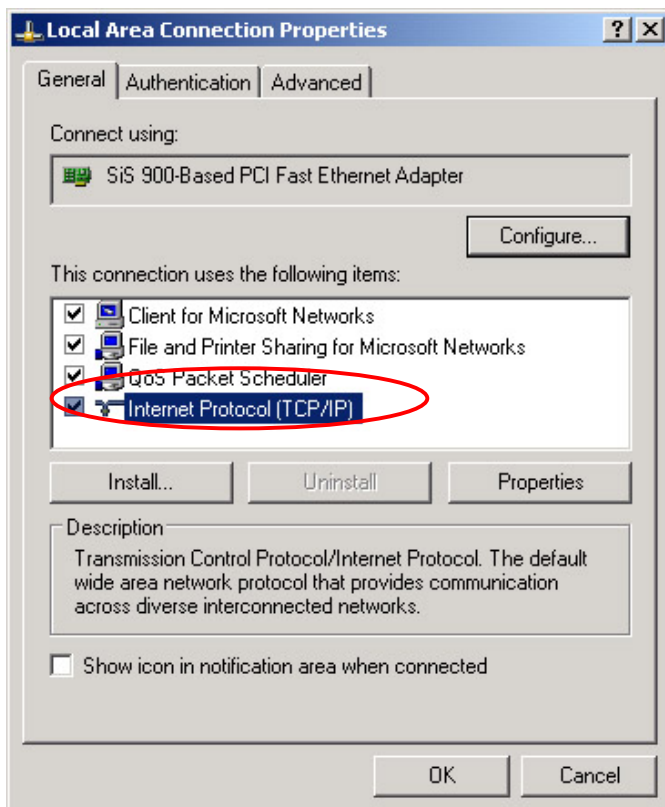 Local Area Connection Properties
General Authentication Advanced
Connect using:
SiS 900-Based PCI Fast Ethernet Adapter
Configure...
This connection uses the following items:
Client for Microsoft Networks
File and Printer Sharing for Microsoft Networks
QoS Packet Scheduler
Internet Protocol (TCP/IP)
Install... Uninstall Properties
Description
Transmission Control Protocol/Internet Protocol. The default
wide area network protocol that provides communication
across diverse interconnected networks.
Show icon in notification area when connected
OK Cancel